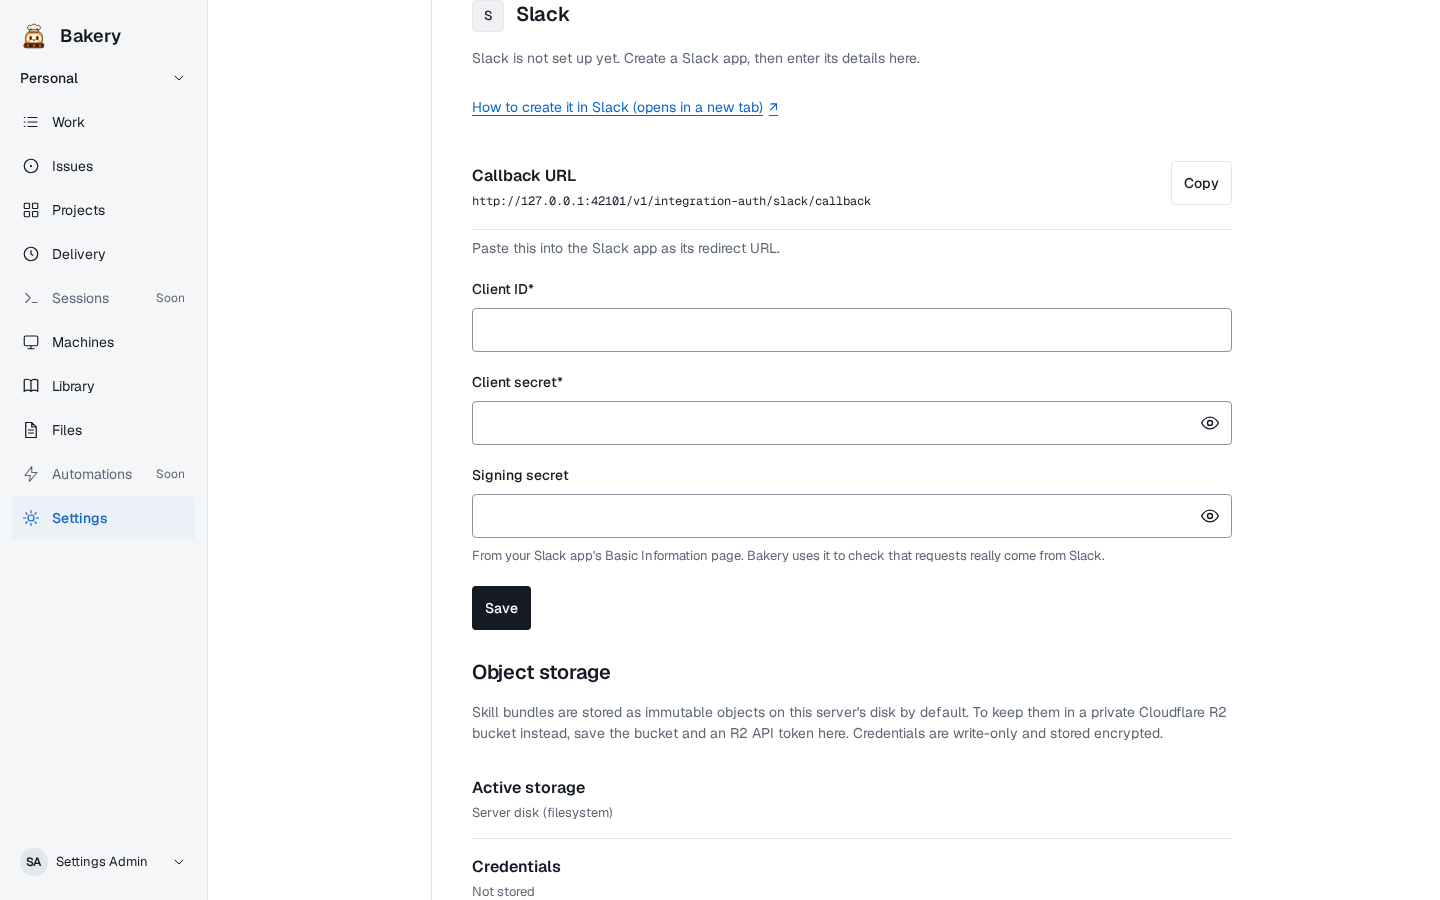 Bakery
Personal
Work
Issues
Projects
Delivery
Sessions Soon
Machines
Library
Files
Automations Soon
Settings
SA Settings Admin
S Slack
Slack is not set up yet. Create a Slack app, then enter its details here.
How to create it in Slack (opens in a new tab)
Callback URL
http://127.0.0.1:42101/v1/integration-auth/slack/callback
Copy
Paste this into the Slack app as its redirect URL.
Client ID*
Client secret*
Signing secret
From your Slack app's Basic Information page. Bakery uses it to check that requests really come from Slack.
Save
Object storage
Skill bundles are stored as immutable objects on this server's disk by default. To keep them in a private Cloudflare R2
bucket instead, save the bucket and an R2 API token here. Credentials are write-only and stored encrypted.
Active storage
Server disk (filesystem)
Credentials
Not stored